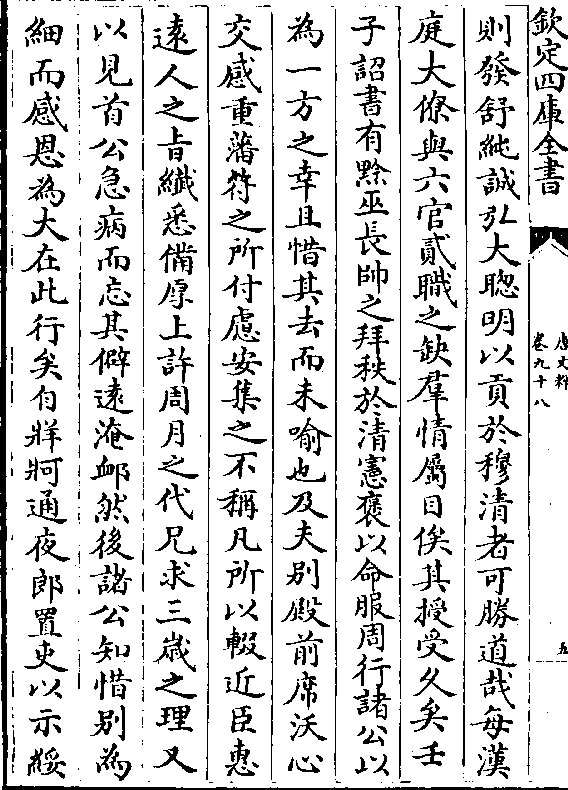 欽定四庫全書
唐文粹
卷九十八
五
則發舒純誠弘大聰明以貢於穆清者可勝道哉每漢
庭大僚與六官貳職之缺羣情屬目俟其授受久矣壬
子詔書有黔巫長帥之拜秩於清憲褒以命服周行諸公以
為一方之幸且惜其去而未喻也及夫别殿前席沃心
交感重藩符之所付慮安集之不稱凡所以輟近臣惠
逺人之旨纎悉備厚上許周月之代兄求三歲之理又
以見首公急病而忘其僻逺淹䘏然後諸公知惜别為
細而感恩為大在此行矣自牂牁通夜郎置吏以示綏